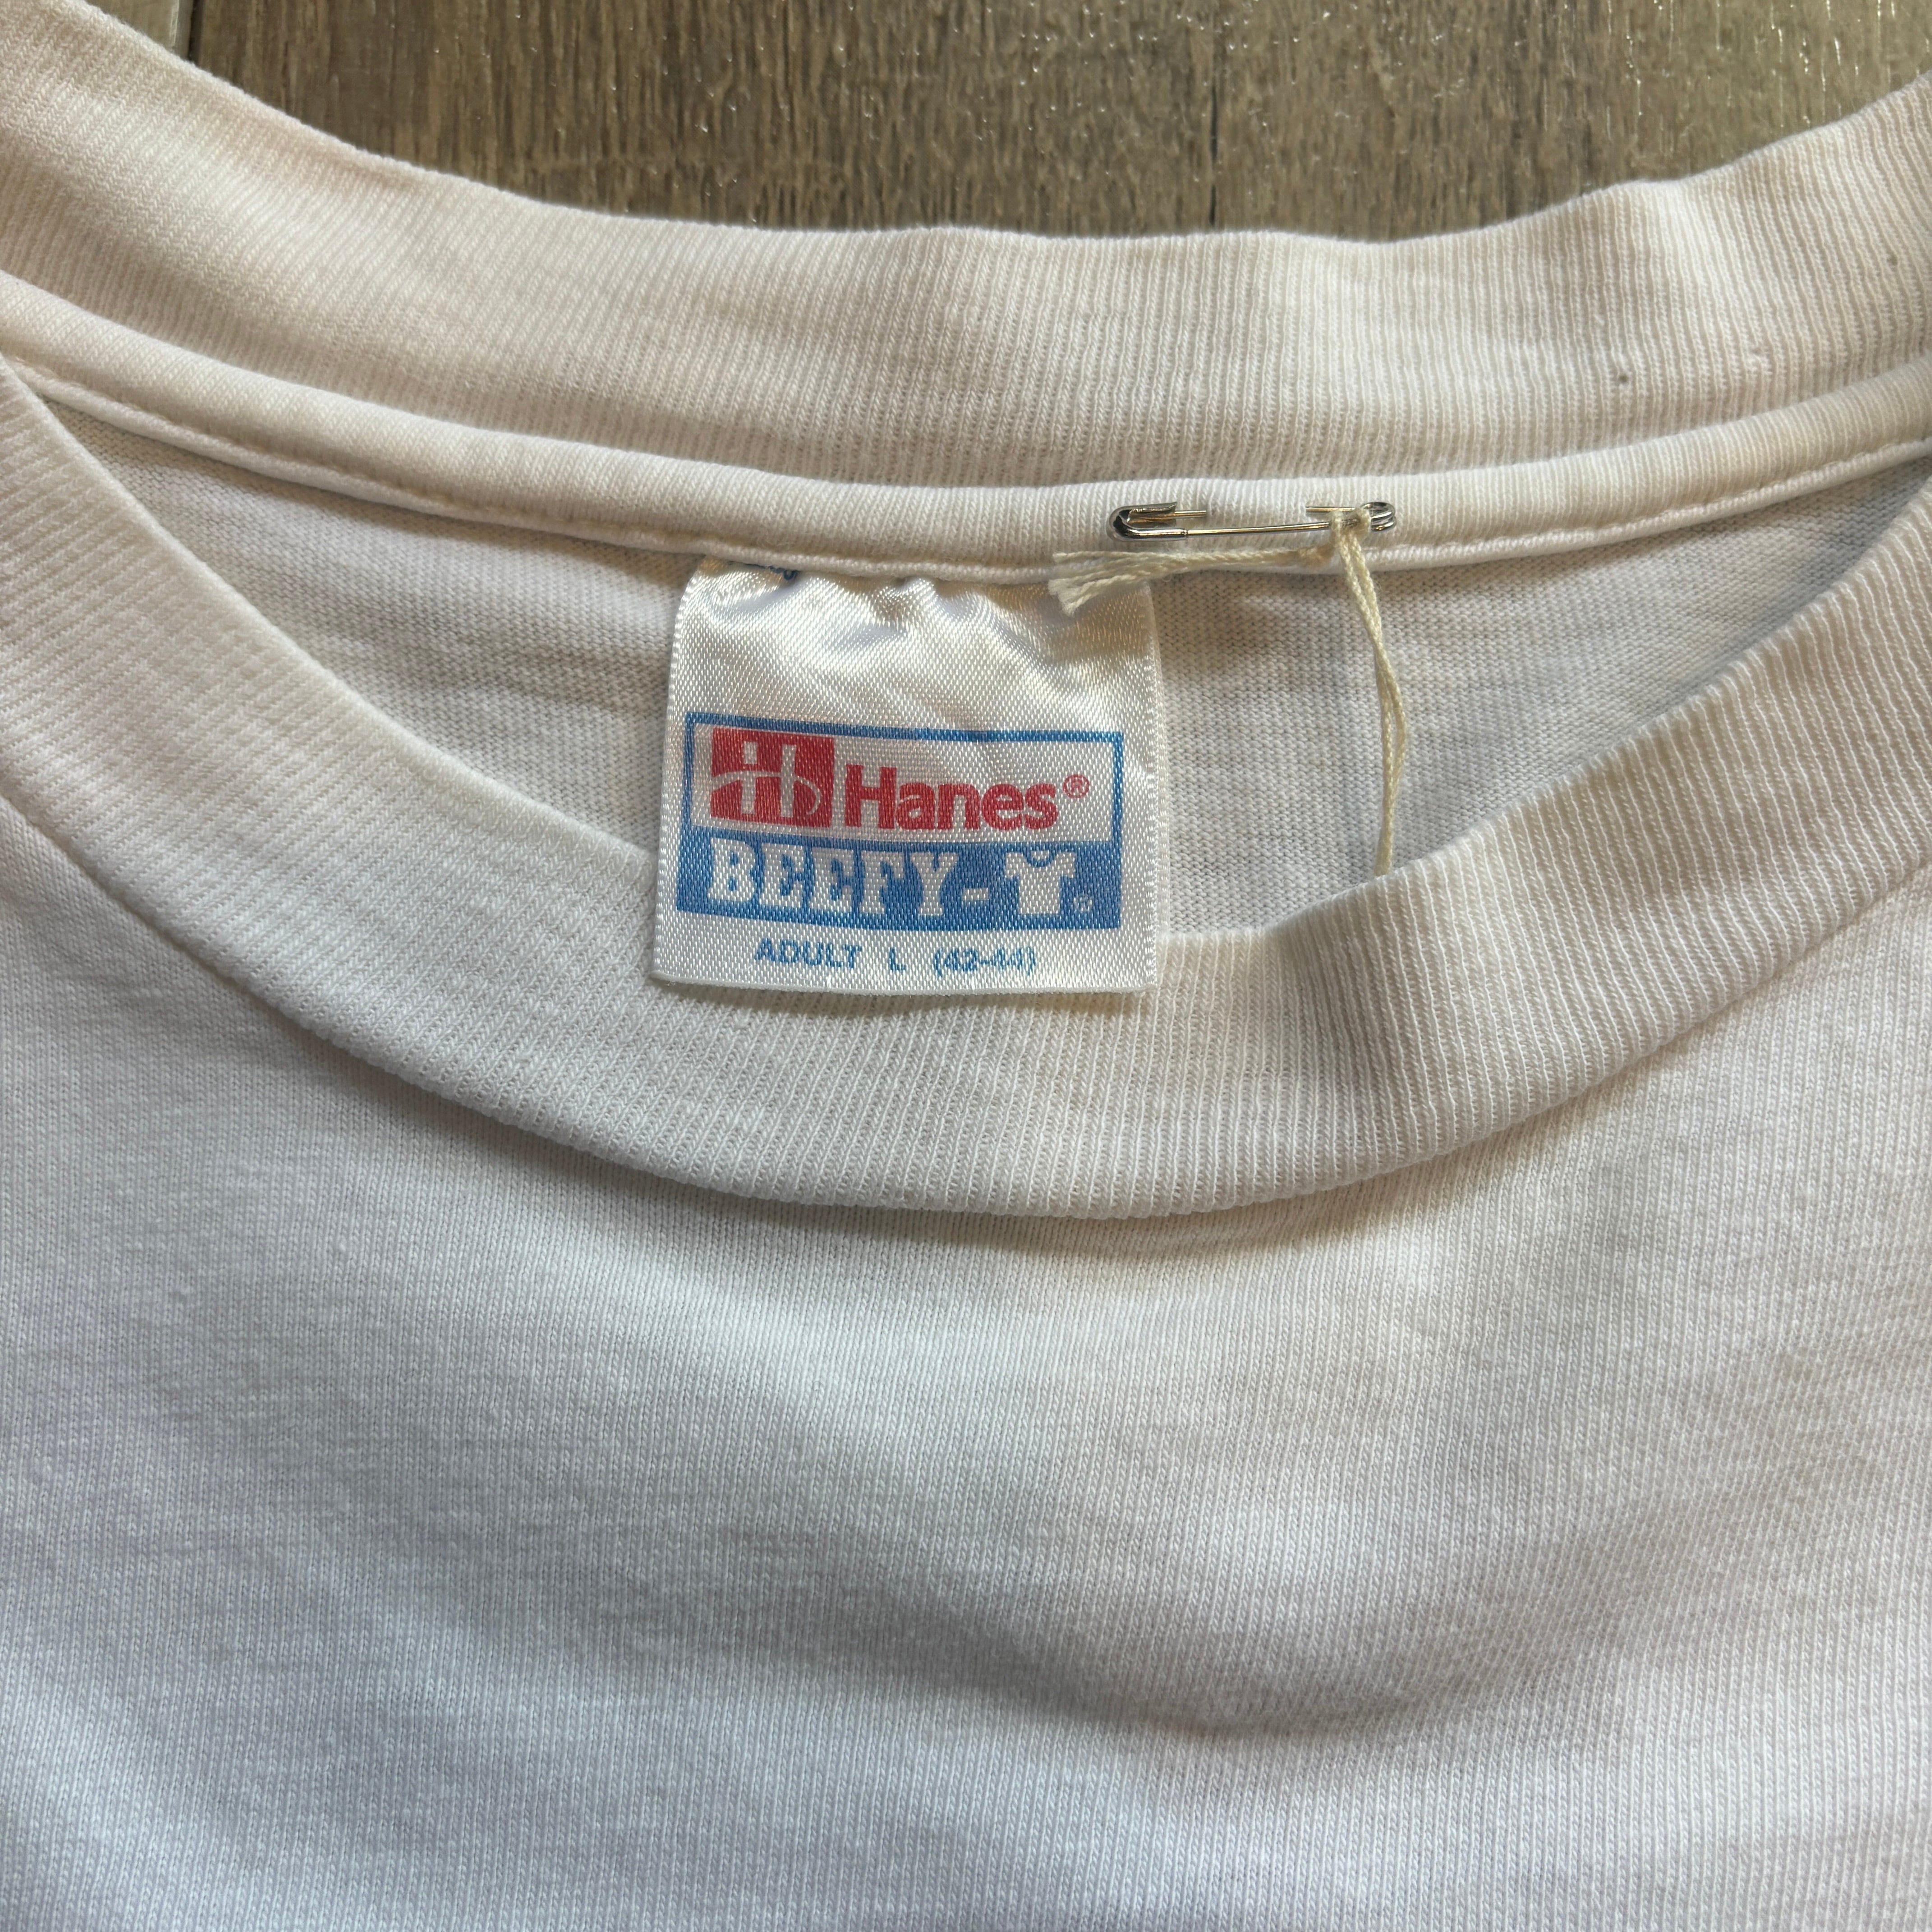 Hanes®
BEEFY-T®
ADULT L (42-44)